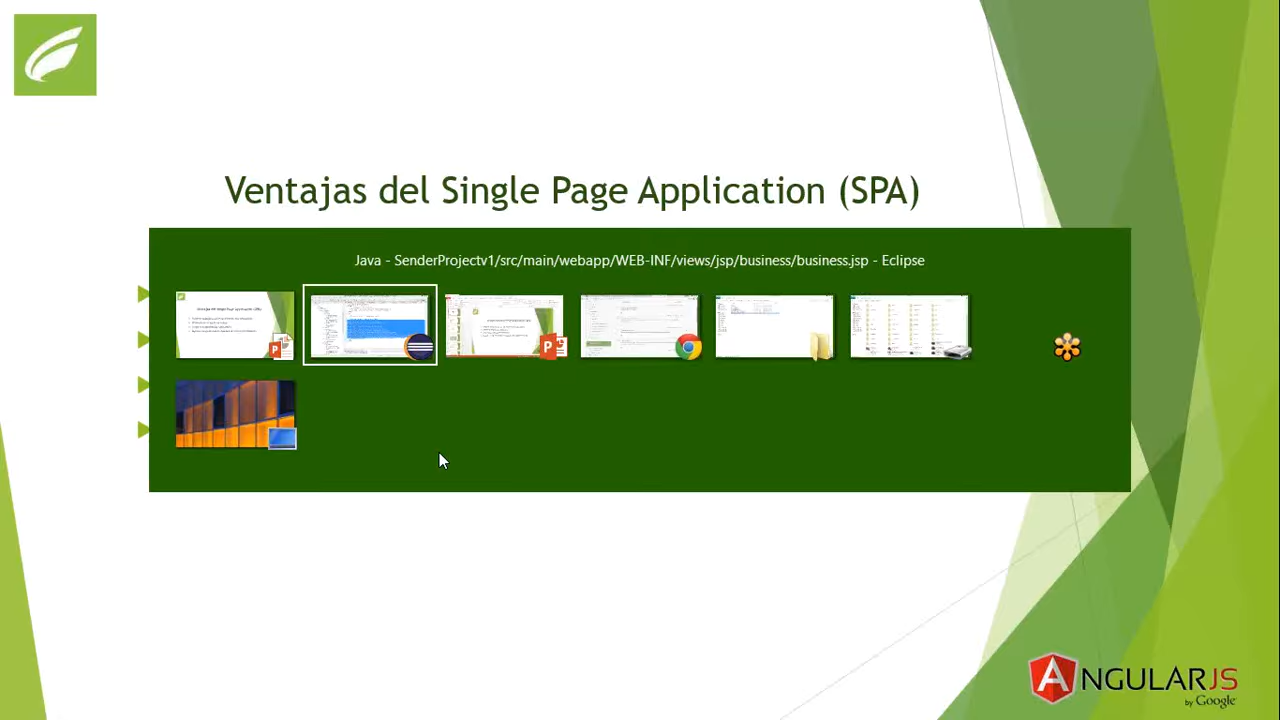 Ventajas del Single Page Application (SPA)
Java - SenderProjectv1/src/main/webapp/WEB-INF/views/jsp/business/business.jsp - Eclipse
ANGULARJS
by Google